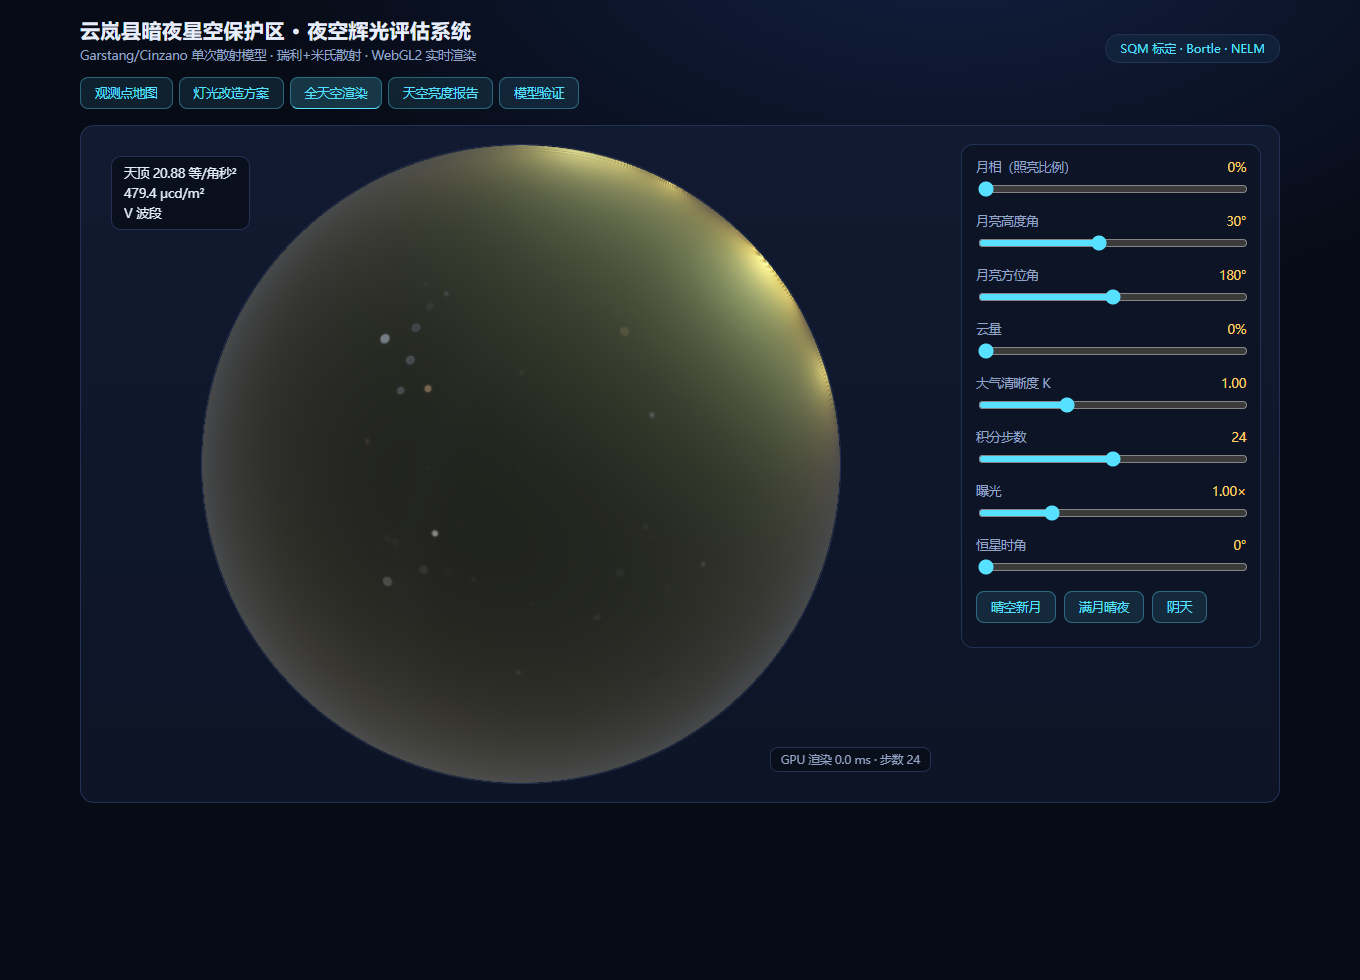 云岚县暗夜星空保护区 · 夜空辉光评估系统
Garstang/Cinzano 单次散射模型 · 瑞利+米氏散射 · WebGL2 实时渲染
SQM 标定 · Bortle · NELM
观测点地图
灯光改造方案
全天空渲染
天空亮度报告
模型验证
天顶 20.88 等/角秒²
479.4 μcd/m²
V 波段
月相（照亮比例） 0%
月亮高度角 30°
月亮方位角 180°
云量 0%
大气清晰度 K 1.00
积分步数 24
曝光 1.00×
恒星时角 0°
晴空新月
满月晴夜
阴天
GPU 渲染 0.0 ms · 步数 24